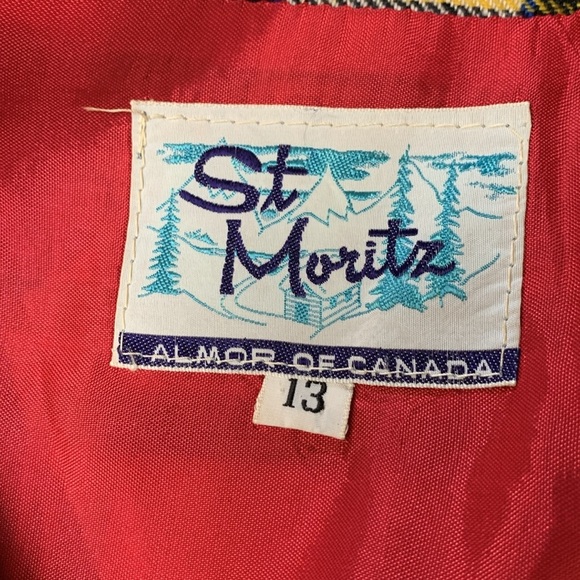 St
Moritz
ALMOR OF CANADA
13